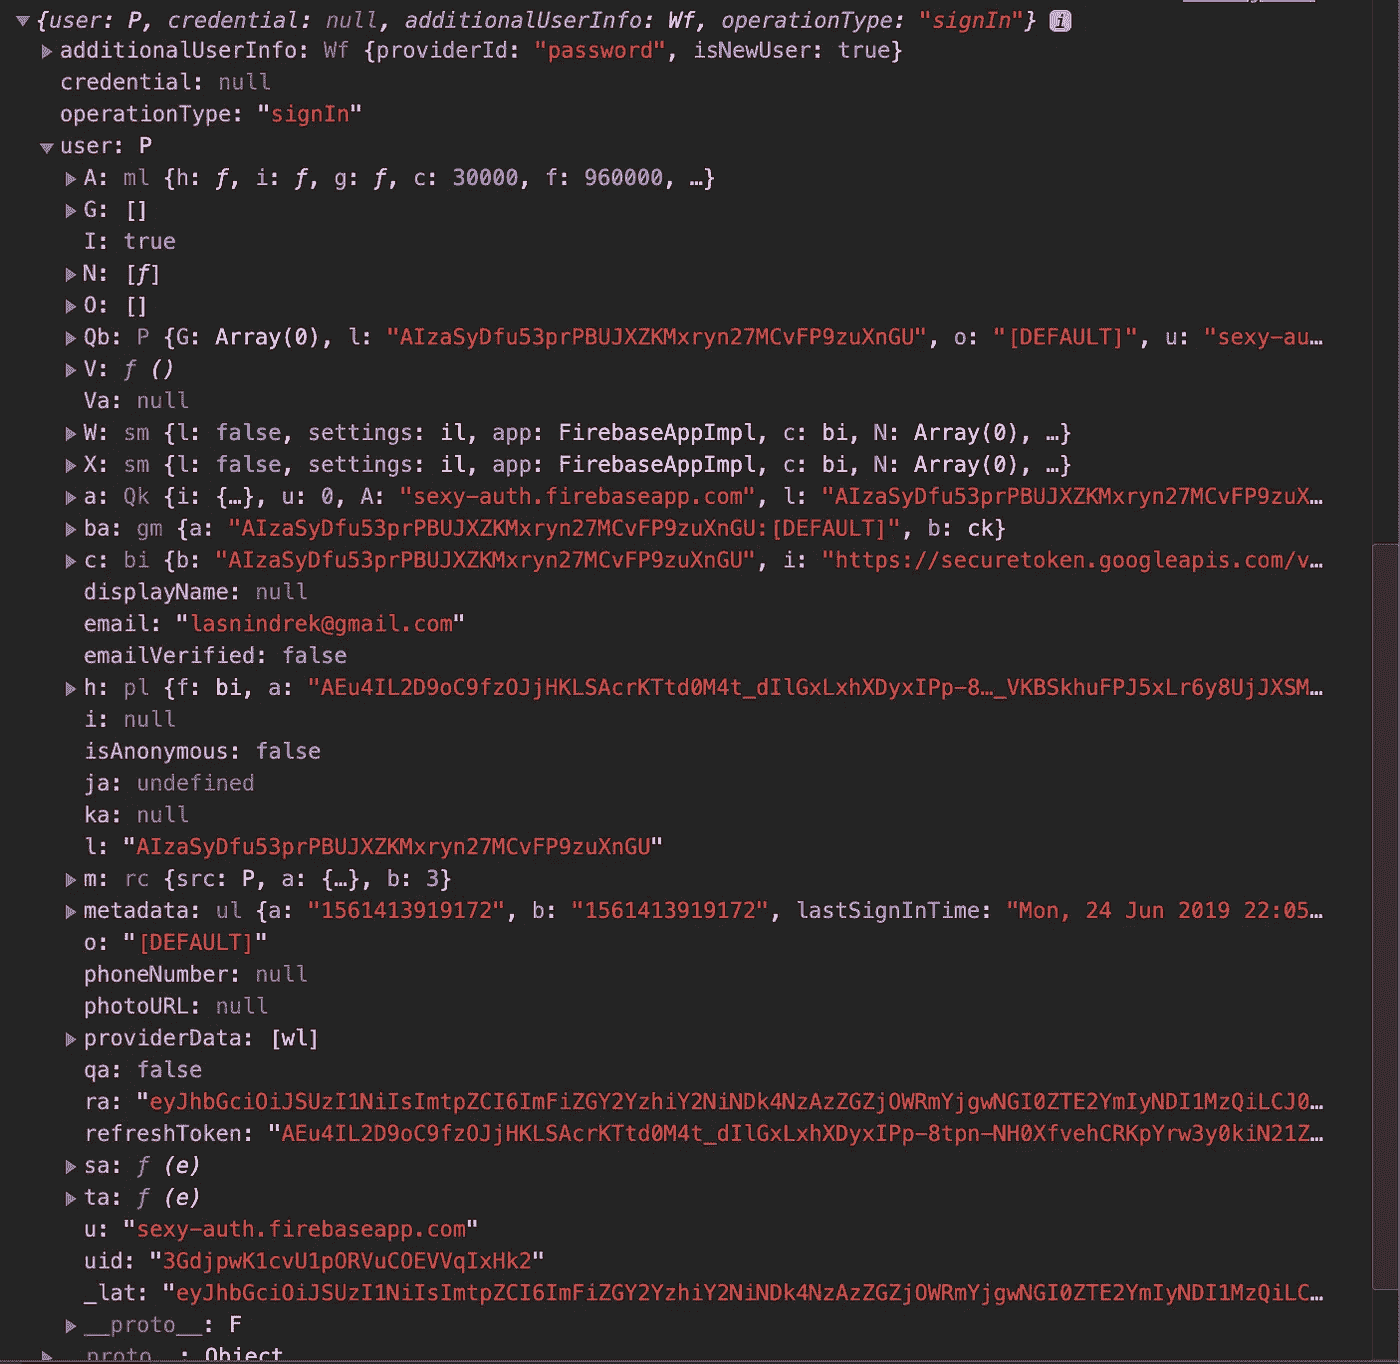 {user: P, credential: null, additionalUserInfo: Wf, operationType: "signIn"} i
additionalUserInfo: Wf {providerId: "password", isNewUser: true}
credential: null
operationType: "signIn"
user: P
A: ml {h: ƒ, i: ƒ, g: ƒ, c: 30000, f: 960000, …}
G: []
I: true
N: [ƒ]
O: []
Qb: P {G: Array(0), l: "AIzaSyDfu53prPBUJXZKMxryn27MCvFP9zuXnGU", o: "[DEFAULT]", u: "sexy-au…
V: ƒ ()
Va: null
W: sm {l: false, settings: il, app: FirebaseAppImpl, c: bi, N: Array(0), …}
X: sm {l: false, settings: il, app: FirebaseAppImpl, c: bi, N: Array(0), …}
a: Qk {i: {…}, u: 0, A: "sexy-auth.firebaseapp.com", l: "AIzaSyDfu53prPBUJXZKMxryn27MCvFP9zuX…
ba: gm {a: "AIzaSyDfu53prPBUJXZKMxryn27MCvFP9zuXnGU:[DEFAULT]", b: ck}
c: bi {b: "AIzaSyDfu53prPBUJXZKMxryn27MCvFP9zuXnGU", i: "https://securetoken.googleapis.com/v…
displayName: null
email: "lasnindrek@gmail.com"
emailVerified: false
h: pl {f: bi, a: "AEu4IL2D9oC9fzOJjHKLSAcrKTtd0M4t_dIlGxLxhXDyxIPp-8…_VKBSkhuFPJ5xLr6y8UjJXSM…
i: null
isAnonymous: false
ja: undefined
ka: null
l: "AIzaSyDfu53prPBUJXZKMxryn27MCvFP9zuXnGU"
m: rc {src: P, a: {…}, b: 3}
metadata: ul {a: "1561413919172", b: "1561413919172", lastSignInTime: "Mon, 24 Jun 2019 22:05…
o: "[DEFAULT]"
phoneNumber: null
photoURL: null
providerData: [wl]
qa: false
ra: "eyJhbGciOiJSUzI1NiIsImtpZCI6ImFiZGY2YzhiY2NiNDk4NzAzZGZjOWRmYjgwNGI0ZTE2YmIyNDI1MzQiLCJ0…
refreshToken: "AEu4IL2D9oC9fzOJjHKLSAcrKTtd0M4t_dIlGxLxhXDyxIPp-8tpn-NH0XfvehCRKpYrw3y0kiN21Z…
sa: ƒ (e)
ta: ƒ (e)
u: "sexy-auth.firebaseapp.com"
uid: "3GdjpwK1cvU1pORVuCOEVVqIxHk2"
_lat: "eyJhbGciOiJSUzI1NiIsImtpZCI6ImFiZGY2YzhiY2NiNDk4NzAzZGZjOWRmYjgwNGI0ZTE2YmIyNDI1MzQiLC…
__proto__: F
__proto__: Object